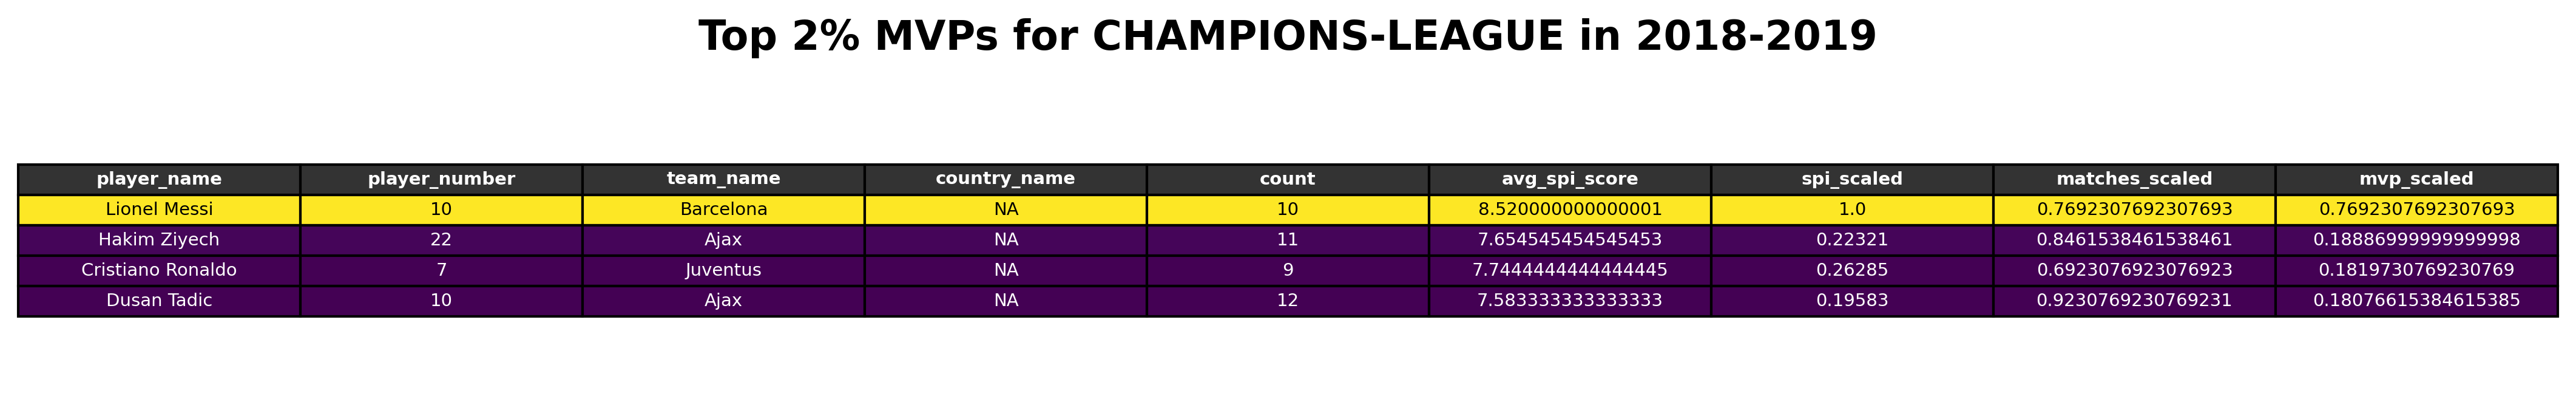 Top 2% MVPs for CHAMPIONS-LEAGUE in 2018-2019
player_name player_number team_name country_name count avg_spi_score spi_scaled matches_scaled mvp_scaled
Lionel Messi 10 Barcelona NA 10 8.520000000000001 1.0 0.7692307692307693 0.7692307692307693
Hakim Ziyech 22 Ajax NA 11 7.654545454545453 0.22321 0.8461538461538461 0.18886999999999998
Cristiano Ronaldo 7 Juventus NA 9 7.7444444444444445 0.26285 0.6923076923076923 0.1819730769230769
Dusan Tadic 10 Ajax NA 12 7.583333333333333 0.19583 0.9230769230769231 0.18076615384615385